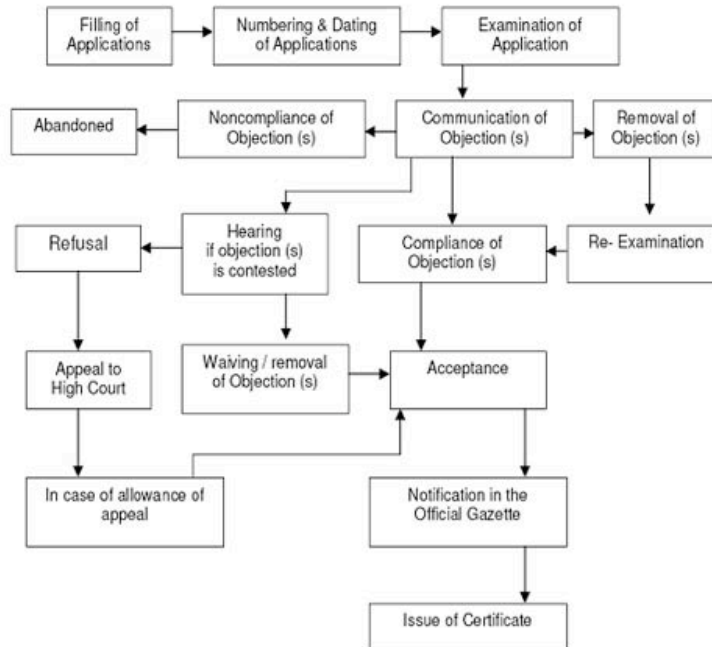 Filling of
Applications
Numbering & Dating
of Applications
Examination of
Application
Abandoned
Noncompliance of
Objection (s)
Communication of
Objection (s)
Removal of
Objection (s)
Refusal
Hearing
if objection (s)
is contested
Compliance of
Objection (s)
Re- Examination
Appeal to
High Court
Waiving / removal
of Objection (s)
Acceptance
In case of allowance of
appeal
Notification in the
Official Gazette
Issue of Certificate